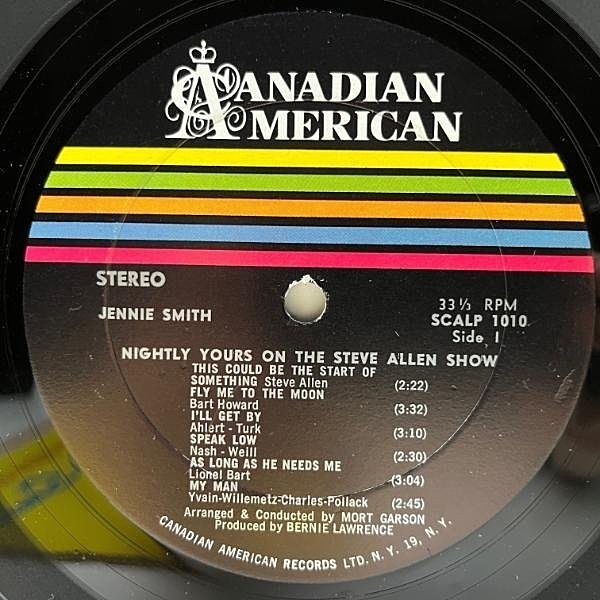 CANADIAN
AMERICAN
STEREO
JENNIE SMITH
33⅓ RPM
SCALP 1010
Side I
NIGHTLY YOURS ON THE STEVE ALLEN SHOW
THIS COULD BE THE START OF
SOMETHING Steve Allen (2:22)
FLY ME TO THE MOON
Bart Howard (3:32)
I'LL GET BY
Ahlert - Turk (3:10)
SPEAK LOW
Nash - Weill (2:30)
AS LONG AS HE NEEDS ME
Lionel Bart (3:04)
MY MAN
Yvain-Willemetz-Charles-Pollack (2:45)
Arranged & Conducted by MORT GARSON
Produced by BERNIE LAWRENCE
CANADIAN AMERICAN RECORDS LTD. N. Y. 19, N. Y.